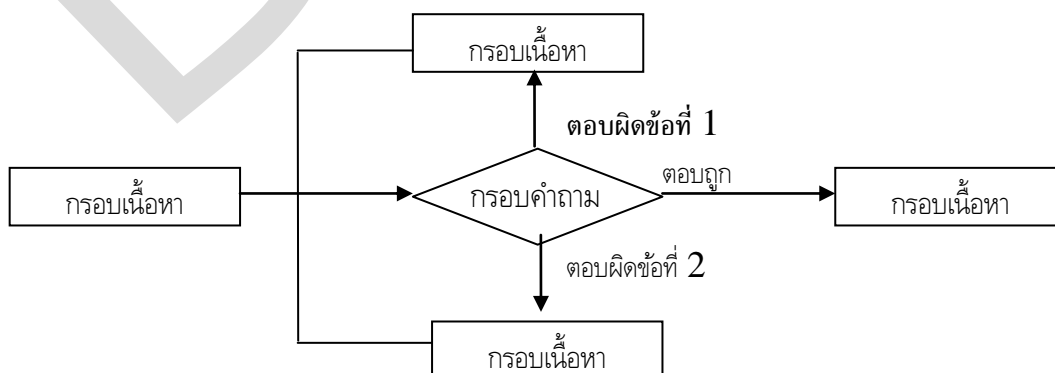 กรอบเนื้อหา
ตอบผิดข้อที่ 1
กรอบเนื้อหา
กรอบคำถาม
ตอบถูก
กรอบเนื้อหา
ตอบผิดข้อที่ 2
กรอบเนื้อหา